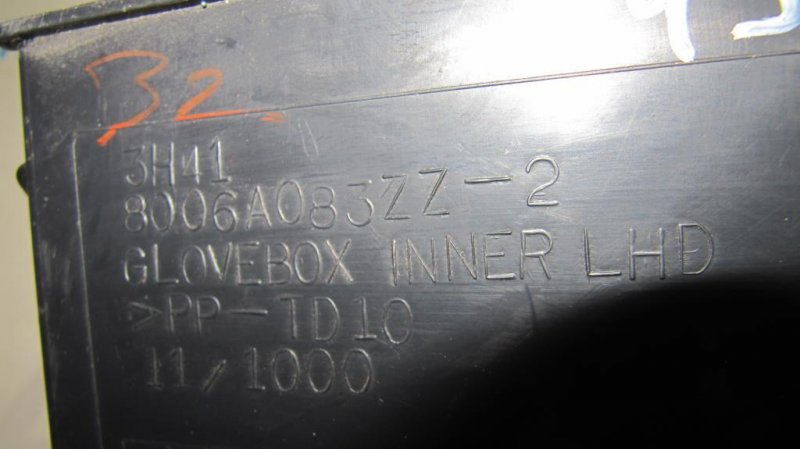 32
3H41
8006A083ZZ-2
GLOVEBOX INNER LHD
>PP-TD10
11/1000